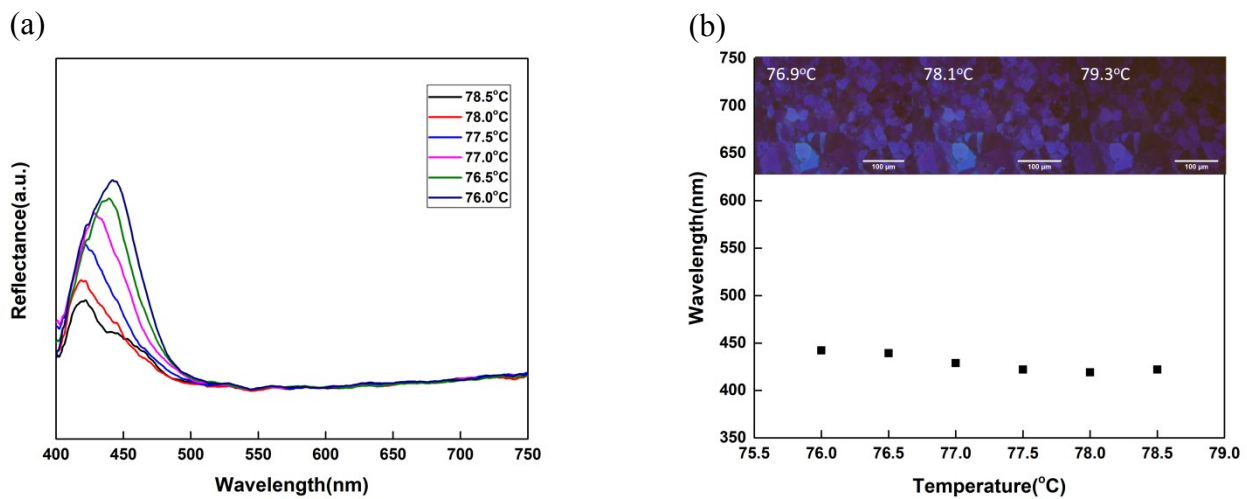 (a)
Reflectance(a.u.)
78.5°C
78.0°C
77.5°C
77.0°C
76.5°C
76.0°C
400 450 500 550 600 650 700 750
Wavelength(nm)
(b)
Wavelength(nm)
750
700
650
600
550
500
450
400
350
76.9°C 78.1°C 79.3°C
100 µm 100 µm 100 µm
75.5 76.0 76.5 77.0 77.5 78.0 78.5 79.0
Temperature(°C)